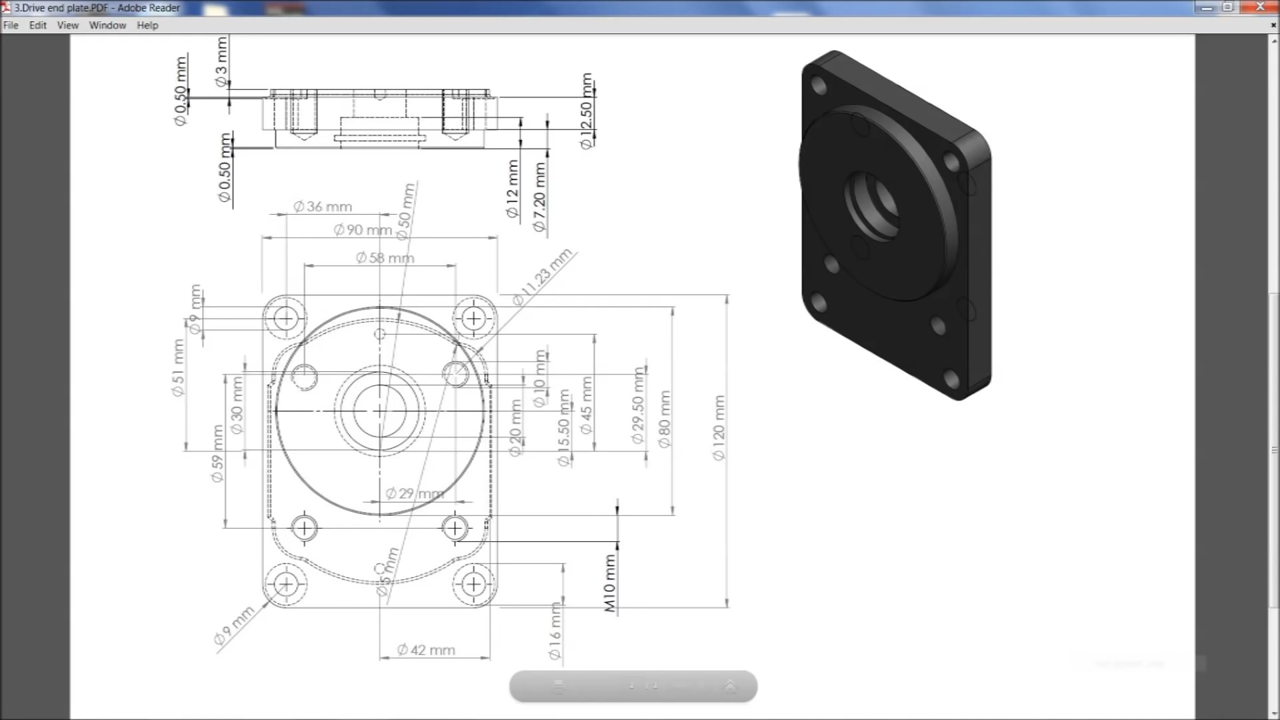 3.Drive end plate.PDF - Adobe Reader
File Edit View Window Help
∅3 mm
∅0.50 mm
∅12.50 mm
∅0.50 mm
∅12 mm
∅7.20 mm
∅36 mm
∅50 mm
∅90 mm
∅58 mm
∅11.23 mm
∅9 mm
∅51 mm
∅30 mm
∅59 mm
∅10 mm
∅45 mm
∅29.50 mm
∅80 mm
∅20 mm
∅15.50 mm
∅120 mm
∅29 mm
∅5 mm
M10 mm
∅9 mm
∅16 mm
∅42 mm